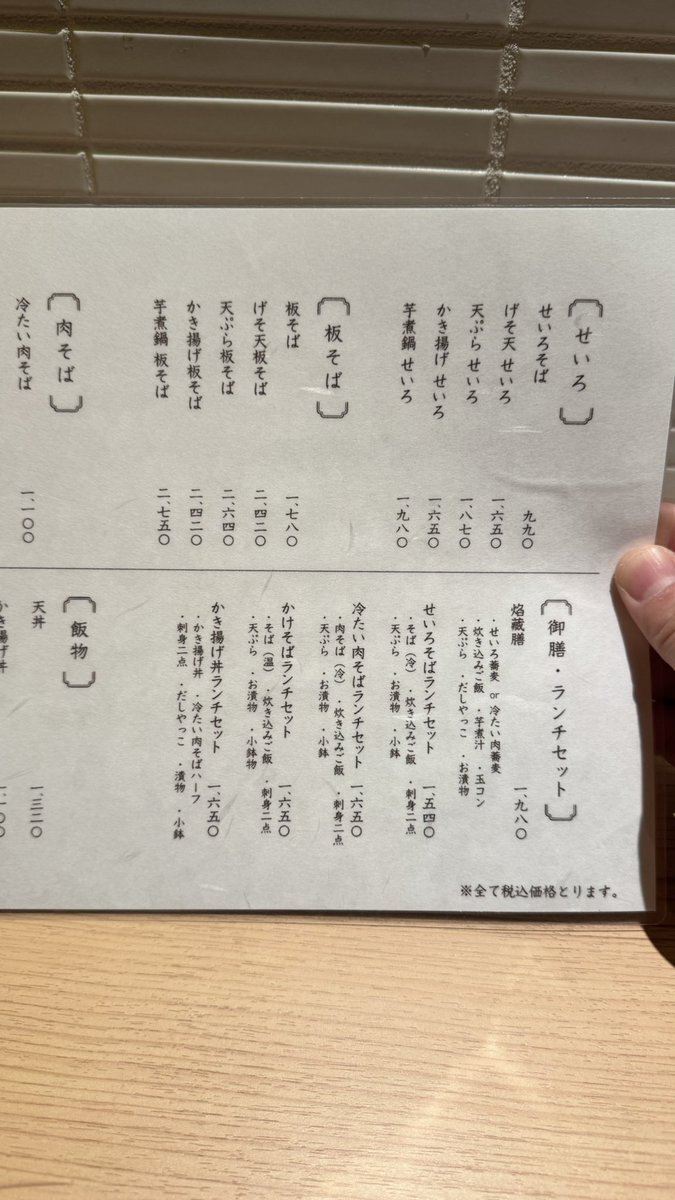 せいろ
せいろそば 九九〇
げそ天 せいろ 一、六五〇
天ぷら せいろ 一、八七〇
かき揚げ せいろ 一、六五〇
芋煮鍋 せいろ 一、九八〇
板そば
板そば 一、七八〇
げそ天板そば 二、四二〇
天ぷら板そば 二、六四〇
かき揚げ板そば 二、四二〇
芋煮鍋 板そば 二、七五〇
肉そば
冷たい肉そば 一、一〇〇
御膳・ランチセット
焰蔵膳 一、九八〇
・せいろ蕎麦 or 冷たい肉蕎麦
・炊き込みご飯 ・芋煮汁 ・玉コン
・天ぷら ・だしやっこ ・お漬物
せいろそばランチセット 一、五四〇
・そば（冷）・炊き込みご飯 ・刺身二点
・天ぷら ・お漬物 ・小鉢
冷たい肉そばランチセット 一、六五〇
・肉そば（冷）・炊き込みご飯 ・刺身二点
・天ぷら ・お漬物 ・小鉢
かけそばランチセット 一、六五〇
・そば（温）・炊き込みご飯 ・刺身二点
・天ぷら ・お漬物 ・小鉢物
かき揚げ丼ランチセット 一、六五〇
・かき揚げ丼 ・冷たい肉そばハーフ
・刺身二点 ・だしやっこ ・漬物 ・小鉢
飯物
天丼 一、三二〇
かき揚げ丼 一、一〇〇
※全て税込価格とります。